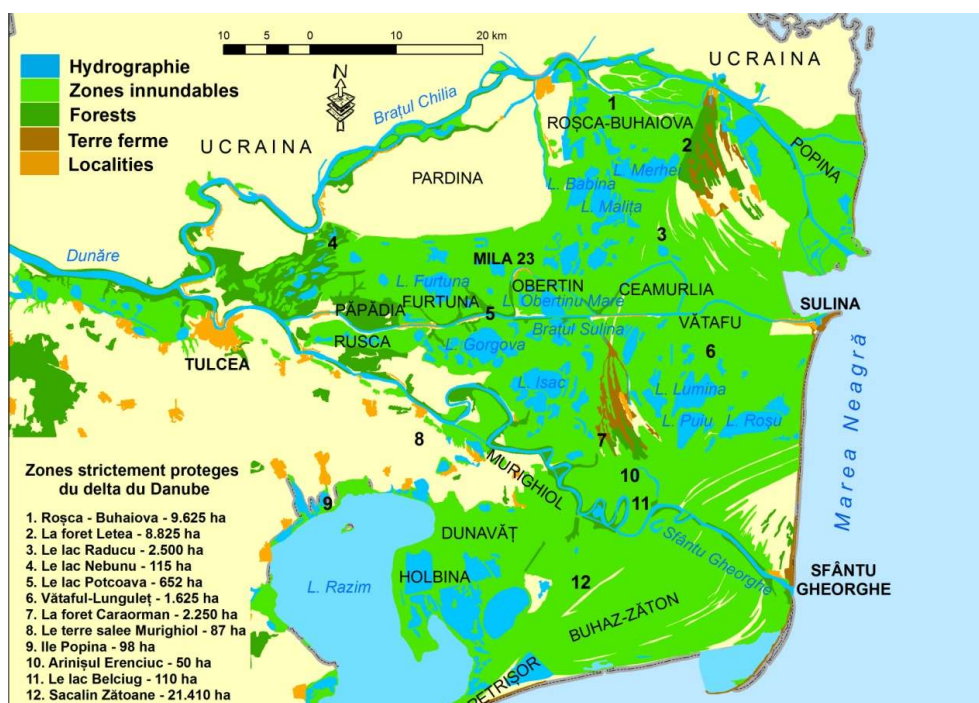 10 5 0 10 20 km
N
Hydrographie
Zones innundables
Forests
Terre ferme
Localities
UCRAINA
UCRAINA
Brațul Chilia
1
ROȘCA-BUHAIOVA
2
POPINA
PARDINA
L. Merhei
L. Babina
L. Malița
3
4
Dunăre
MILA 23
L. Furtuna
OBERTIN
CEAMURLIA
FURTUNA
L. Obertinu Mare
PĂPĂDIA
5
SULINA
VĂTAFU
Brațul Sulina
RUSCA
L. Gorgova
6
TULCEA
L. Isac
L. Lumina
L. Puiu
L. Roșu
Marea Neagră
7
8
MURIGHIOL
10
9
11
DUNAVĂȚ
Sfântu Gheorghe
HOLBINA
12
L. Razim
SFÂNTU
GHEORGHE
BUHAZ-ZĂTON
PETRIȘOR
Zones strictement proteges
du delta du Danube
1. Roșca - Buhaiova - 9.625 ha
2. La foret Letea - 8.825 ha
3. Le lac Raducu - 2.500 ha
4. Le lac Nebunu - 115 ha
5. Le lac Potcoava - 652 ha
6. Vătaful-Lunguleț - 1.625 ha
7. La foret Caraorman - 2.250 ha
8. Le terre salee Murighiol - 87 ha
9. Ile Popina - 98 ha
10. Arinișul Erenciuc - 50 ha
11. Le lac Belciug - 110 ha
12. Sacalin Zătoane - 21.410 ha